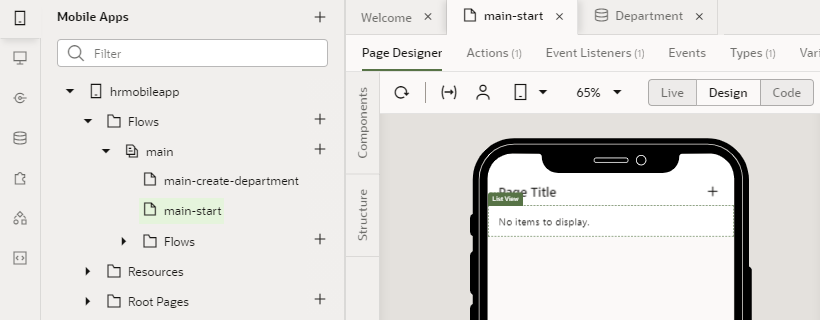 Mobile Apps
Filter
hrmobileapp
Flows
main
main-create-department
main-start
Flows
Resources
Root Pages
Welcome
main-start
Department
Page Designer
Actions (1)
Event Listeners (1)
Events
Types (1)
Vari
65%
Live
Design
Code
Components
Structure
Page Title
List View
No items to display.